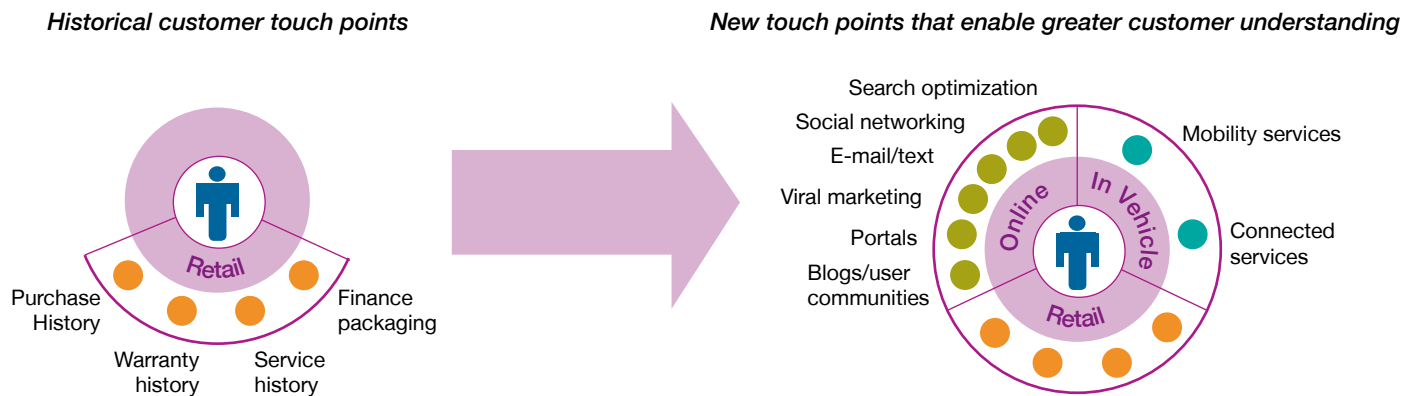 Historical customer touch points
New touch points that enable greater customer understanding
Retail
Purchase
History
Warranty
history
Service
history
Finance
packaging
Search optimization
Social networking
E-mail/text
Viral marketing
Portals
Blogs/user
communities
Online
In Vehicle
Retail
Mobility services
Connected
services